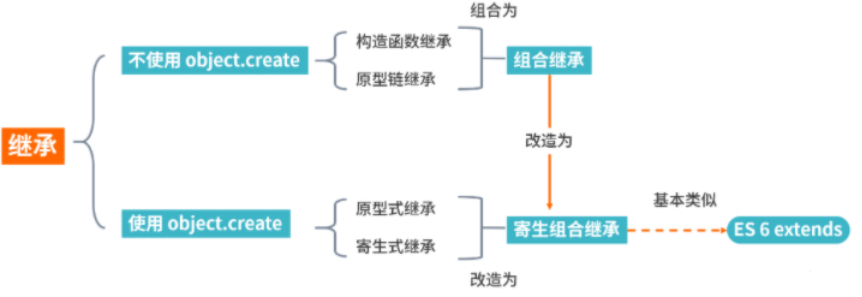 组合为
构造函数继承
不使用 object.create
组合继承
原型链继承
继承
改造为
原型式继承
基本类似
使用 object.create
寄生组合继承
ES 6 extends
寄生式继承
改造为